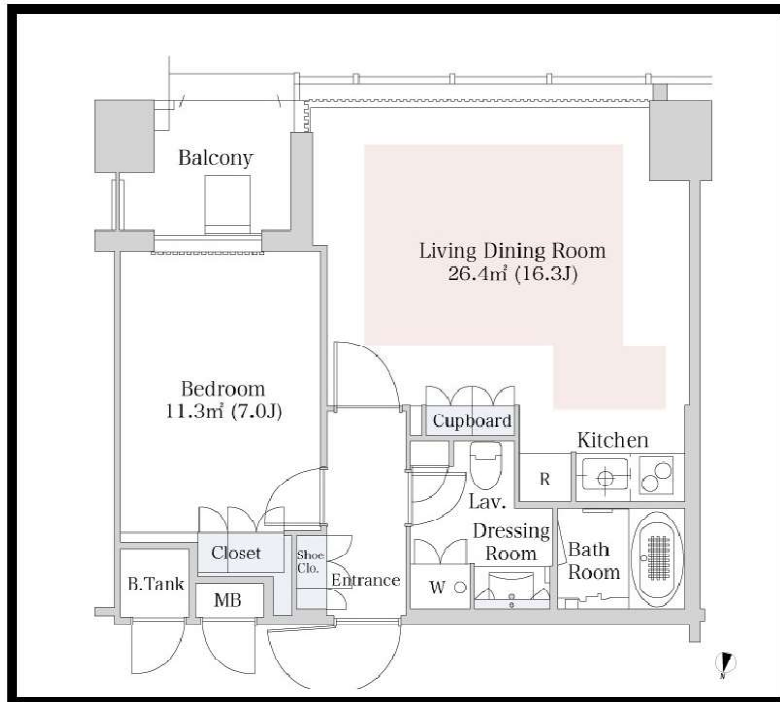 Balcony
Living Dining Room
26.4㎡ (16.3J)
Bedroom
11.3㎡ (7.0J)
Cupboard
Kitchen
R
Lav.
Dressing
Room
Bath
Room
Closet
Shoe
Clo.
Entrance
B.Tank
MB
W
N